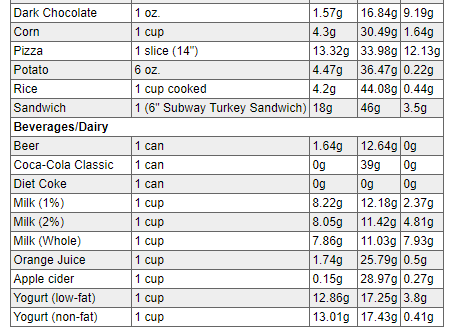 Dark Chocolate 1 oz. 1.57g 16.84g 9.19g
Corn 1 cup 4.3g 30.49g 1.64g
Pizza 1 slice (14") 13.32g 33.98g 12.13g
Potato 6 oz. 4.47g 36.47g 0.22g
Rice 1 cup cooked 4.2g 44.08g 0.44g
Sandwich 1 (6" Subway Turkey Sandwich) 18g 46g 3.5g
Beverages/Dairy
Beer 1 can 1.64g 12.64g 0g
Coca-Cola Classic 1 can 0g 39g 0g
Diet Coke 1 can 0g 0g 0g
Milk (1%) 1 cup 8.22g 12.18g 2.37g
Milk (2%) 1 cup 8.05g 11.42g 4.81g
Milk (Whole) 1 cup 7.86g 11.03g 7.93g
Orange Juice 1 cup 1.74g 25.79g 0.5g
Apple cider 1 cup 0.15g 28.97g 0.27g
Yogurt (low-fat) 1 cup 12.86g 17.25g 3.8g
Yogurt (non-fat) 1 cup 13.01g 17.43g 0.41g